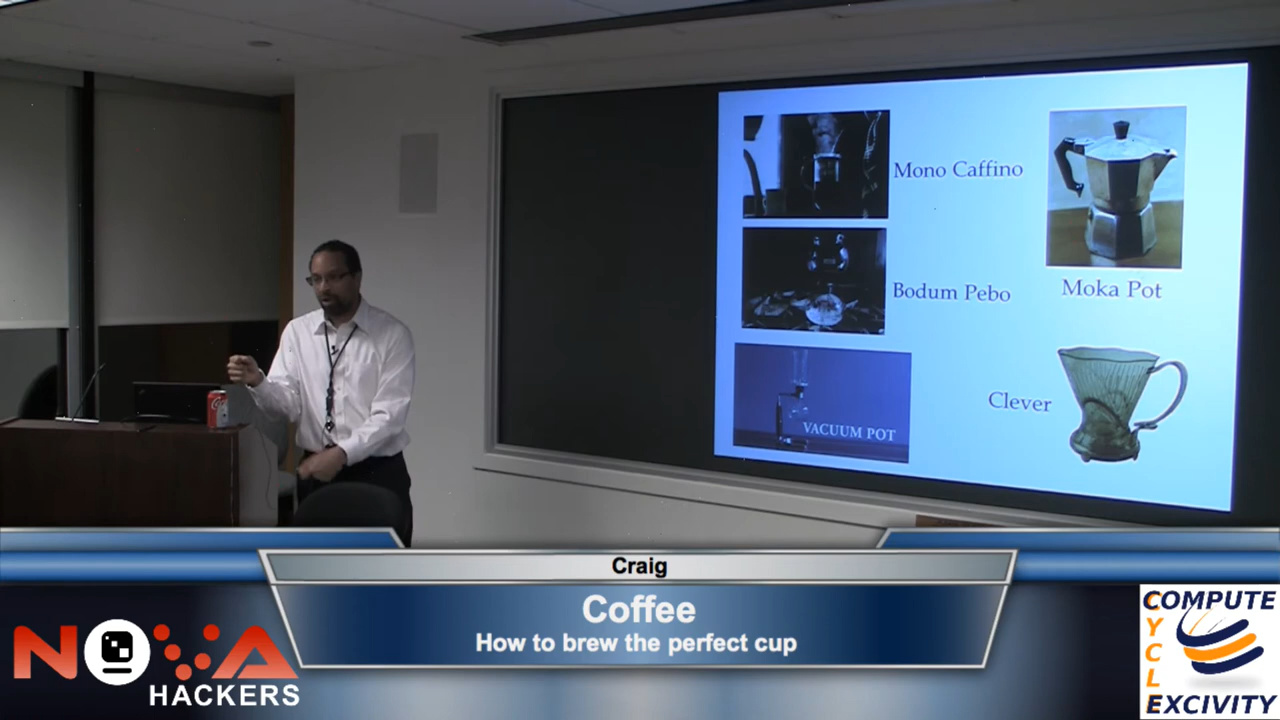 Mono Caffino
Bodum Pebo
Moka Pot
Clever
VACUUM POT
Craig
Coffee
How to brew the perfect cup
NOVA
HACKERS
COMPUTE
CYCLE
EXCIVITY